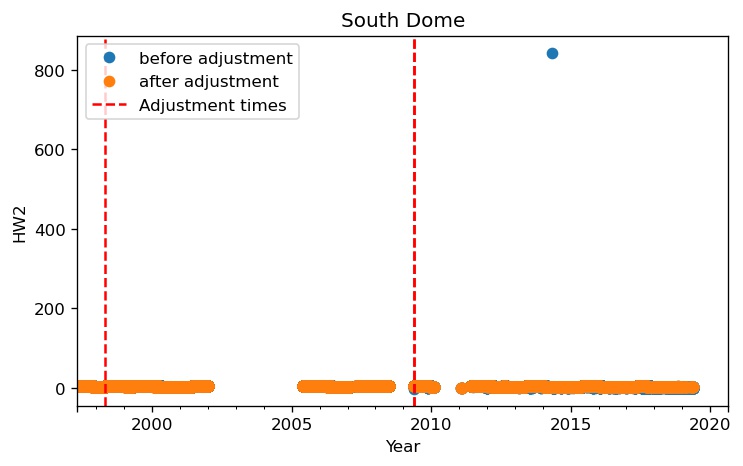 South Dome
before adjustment
after adjustment
Adjustment times
800
600
400
200
0
HW2
2000
2005
2010
2015
2020
Year